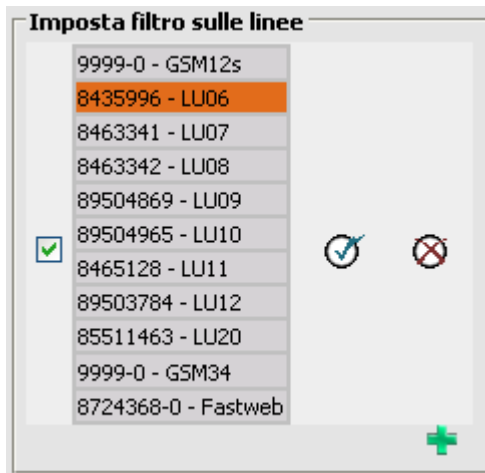 Imposta filtro sulle linee
9999-0 - GSM12s
8435996 - LU06
8463341 - LU07
8463342 - LU08
89504869 - LU09
89504965 - LU10
8465128 - LU11
89503784 - LU12
85511463 - LU20
9999-0 - GSM34
8724368-0 - Fastweb